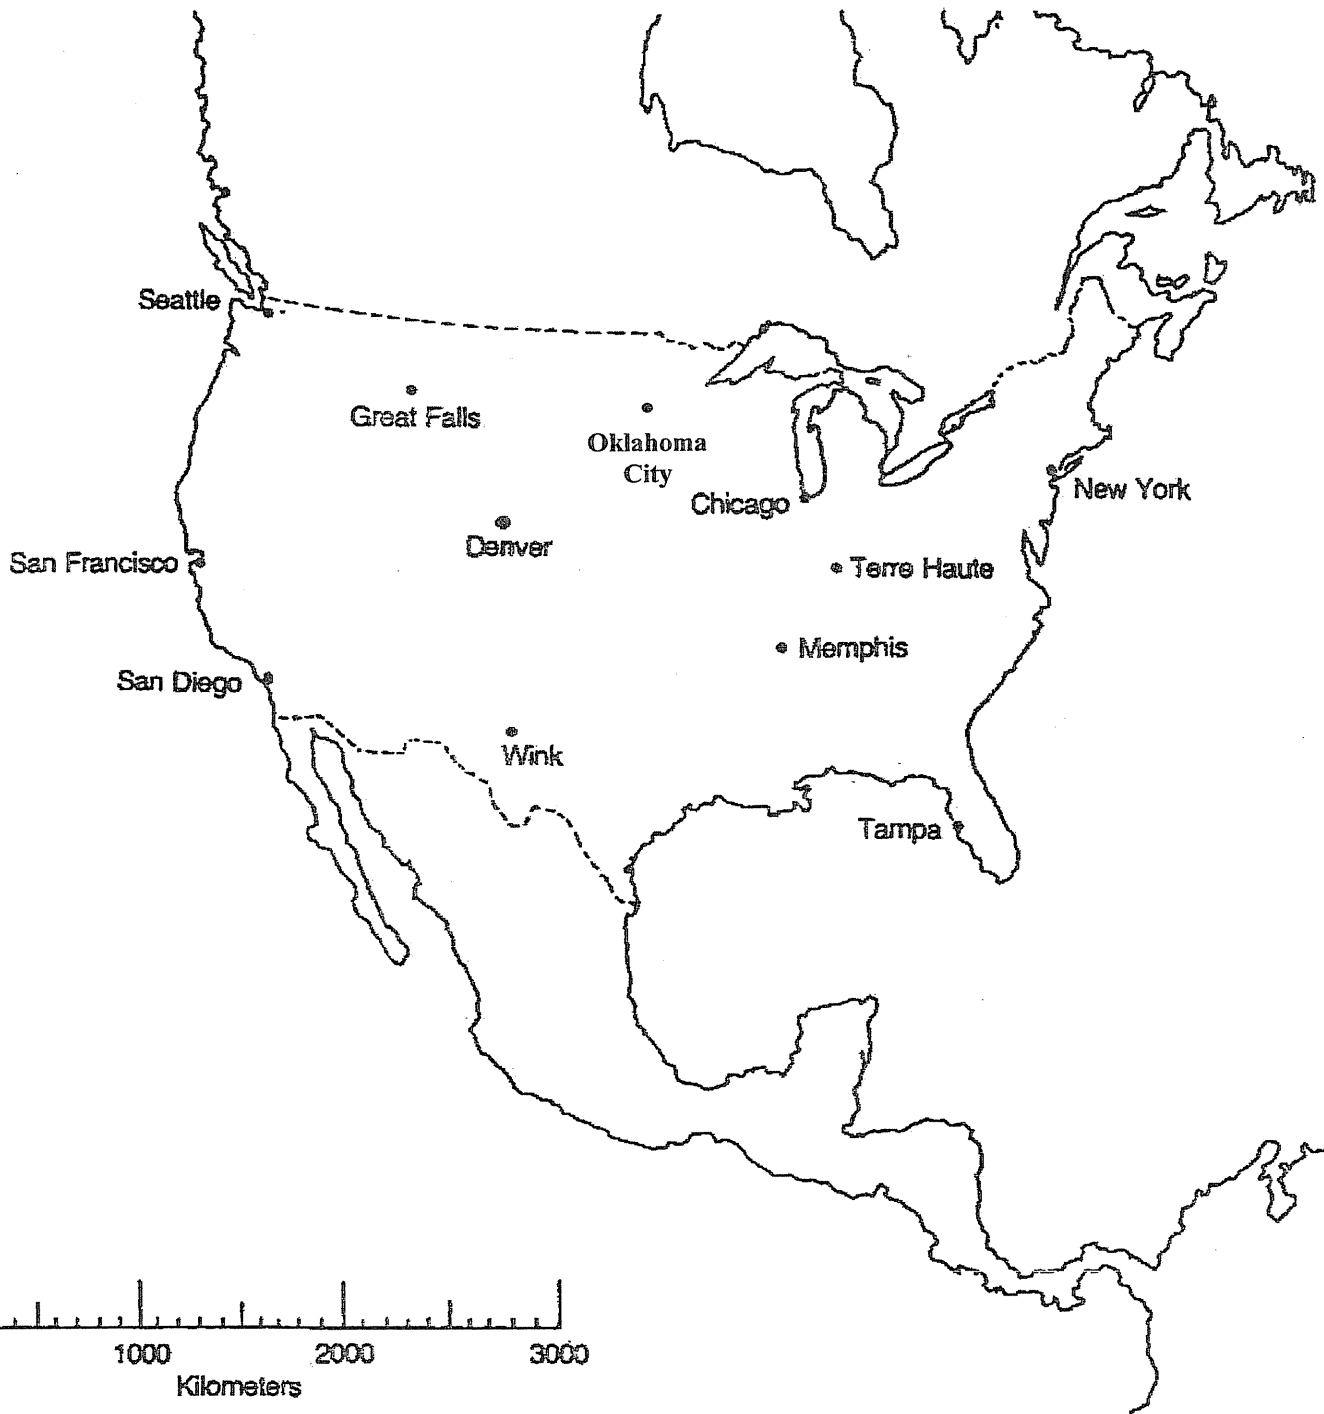 Seattle
Great Falls
Oklahoma
City
Chicago
New York
Denver
San Francisco
Terre Haute
Memphis
San Diego
Wink
Tampa
1000 2000 3000
Kilometers